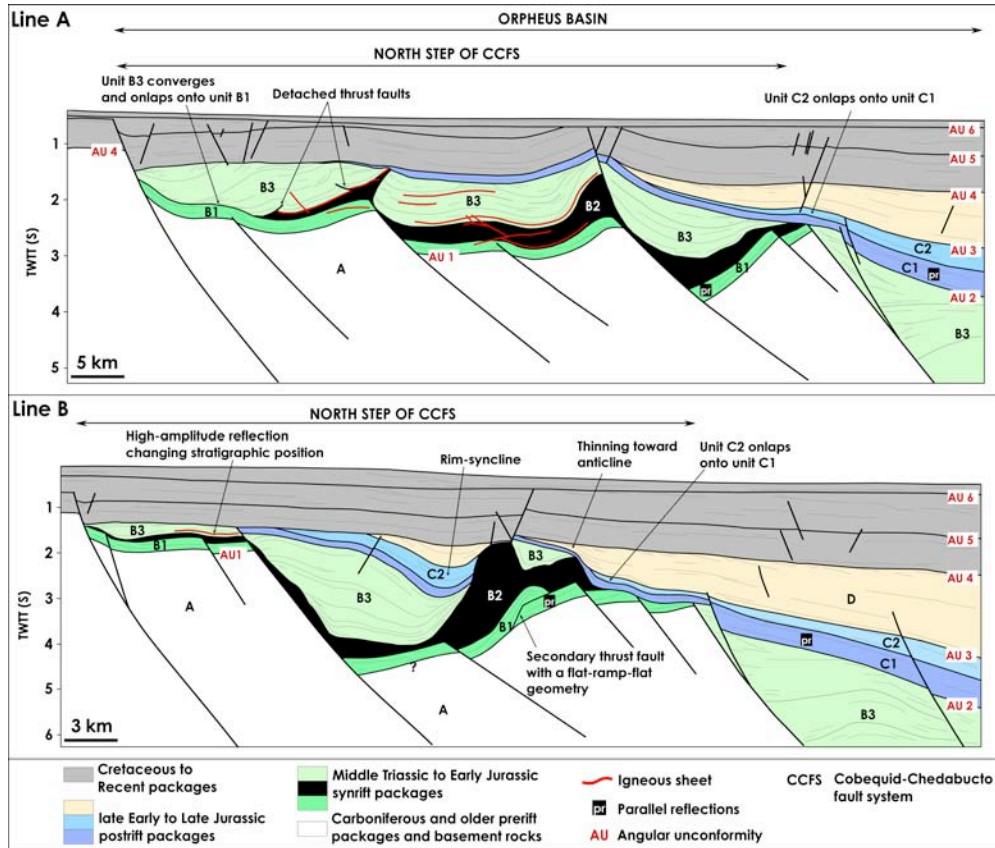 Line A
ORPHEUS BASIN
NORTH STEP OF CCFS
Unit B3 converges
and onlaps onto unit B1
Detached thrust faults
Unit C2 onlaps onto unit C1
TWTT (S)
1
2
3
4
5
AU 4
B3
B1
B3
B2
AU 1
A
B3
B1
pr
AU 6
AU 5
AU 4
C2
AU 3
C1
pr
AU 2
B3
5 km
Line B
NORTH STEP OF CCFS
High-amplitude reflection
changing stratigraphic position
Rim-syncline
Thinning toward
anticline
Unit C2 onlaps
onto unit C1
TWTT (S)
1
2
3
4
5
6
B3
B1
AU1
A
B3
C2
B2
B3
pr
B1
?
A
Secondary thrust fault
with a flat-ramp-flat
geometry
AU 6
AU 5
AU 4
D
C2
pr
AU 3
C1
AU 2
B3
3 km
Cretaceous to
Recent packages
late Early to Late Jurassic
postrift packages
Middle Triassic to Early Jurassic
synrift packages
Carboniferous and older prerift
packages and basement rocks
Igneous sheet
pr Parallel reflections
AU Angular unconformity
CCFS Cobequid-Chedabucto
fault system